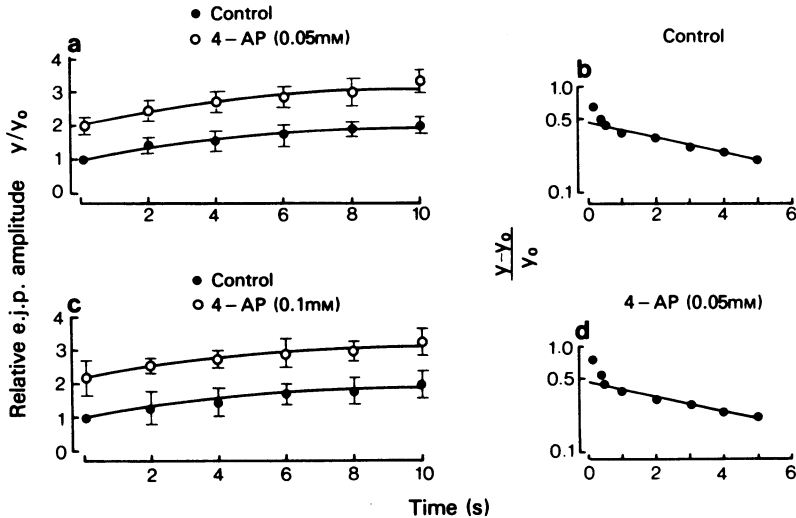 ● Control
○ 4 – AP (0.05mM)
a
4
3
2
1
0
2 4 6 8 10
Control
b
1.0
0.5
0.1
0 2 4 6
Relative e.j.p. amplitude y/y₀
y–y₀
y₀
● Control
○ 4 – AP (0.1mM)
c
4
3
2
1
0
2 4 6 8 10
4 – AP (0.05mM)
d
1.0
0.5
0.1
0 2 4 6
Time (s)